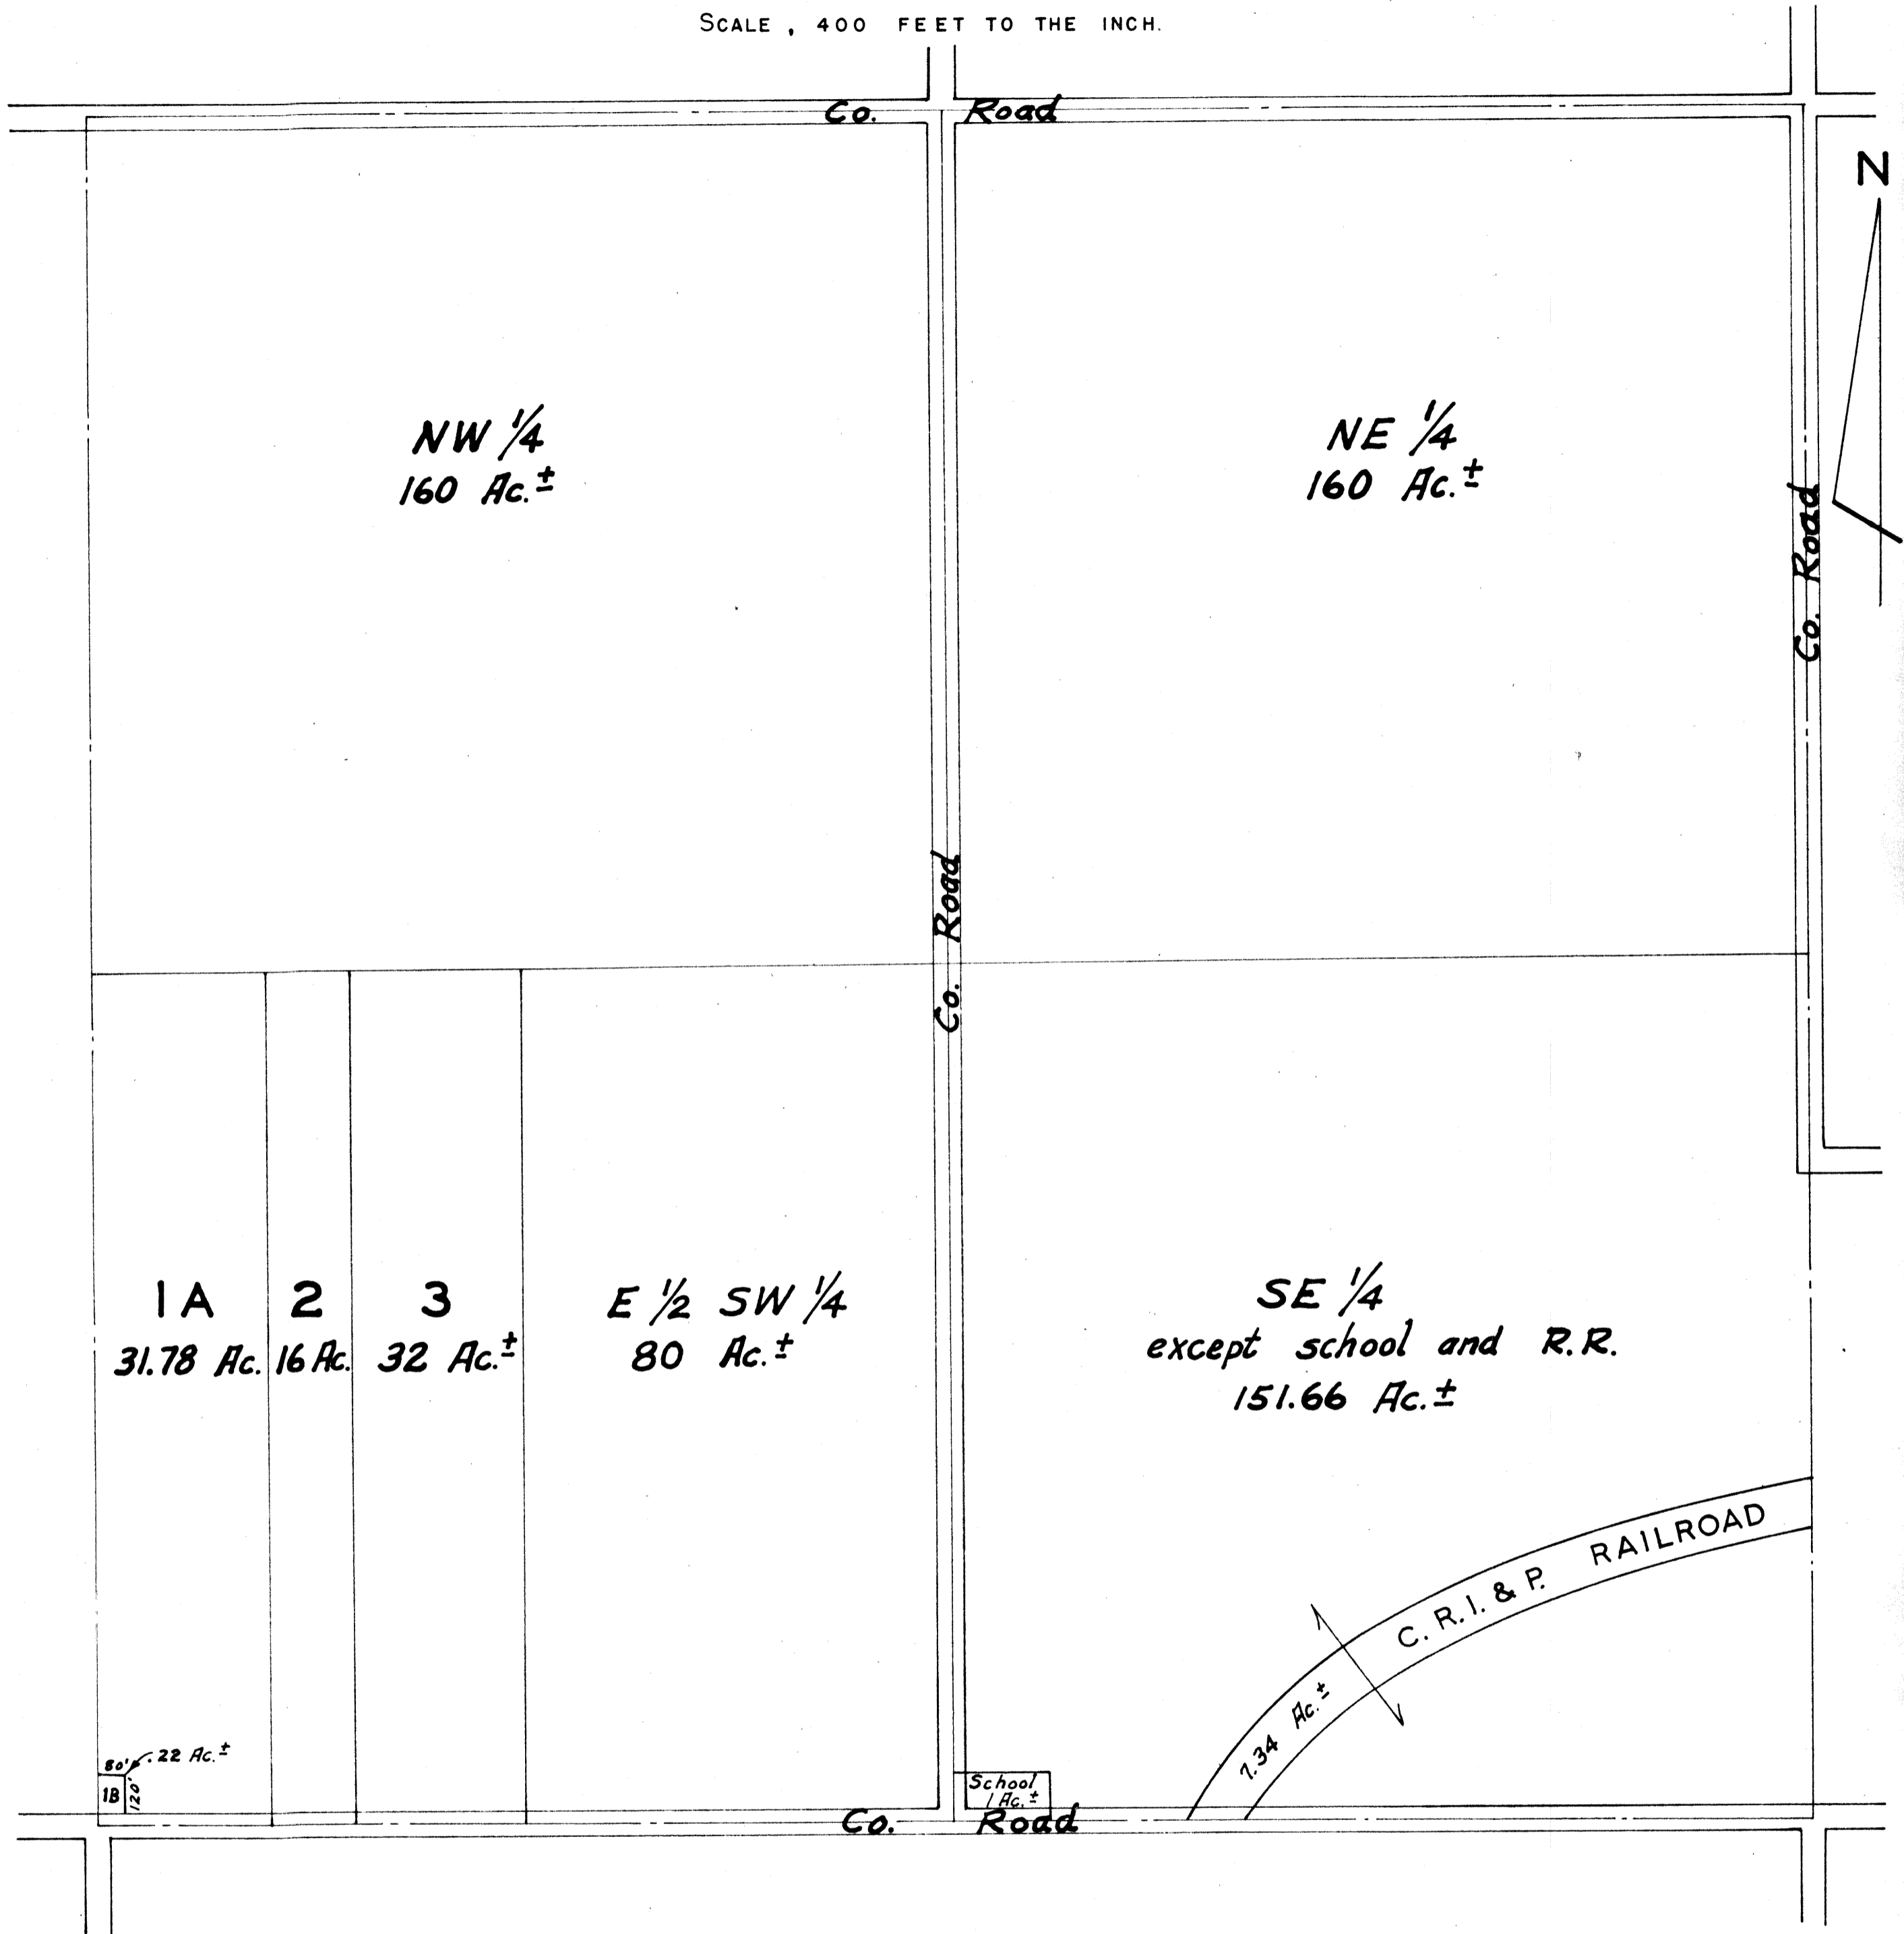 SCALE, 400 FEET TO THE INCH.
Co. Road
N
NW 1/4
160 Ac.±
NE 1/4
160 Ac.±
Co. Road
Co. Road
1A
31.78 Ac.
2
16 Ac.
3
32 Ac.±
E 1/2 SW 1/4
80 Ac.±
SE 1/4
except school and R.R.
151.66 Ac.±
C. R. I. & P. RAILROAD
7.34 Ac.±
80'
.22 Ac.±
1B
120'
School
1 Ac.±
Co. Road